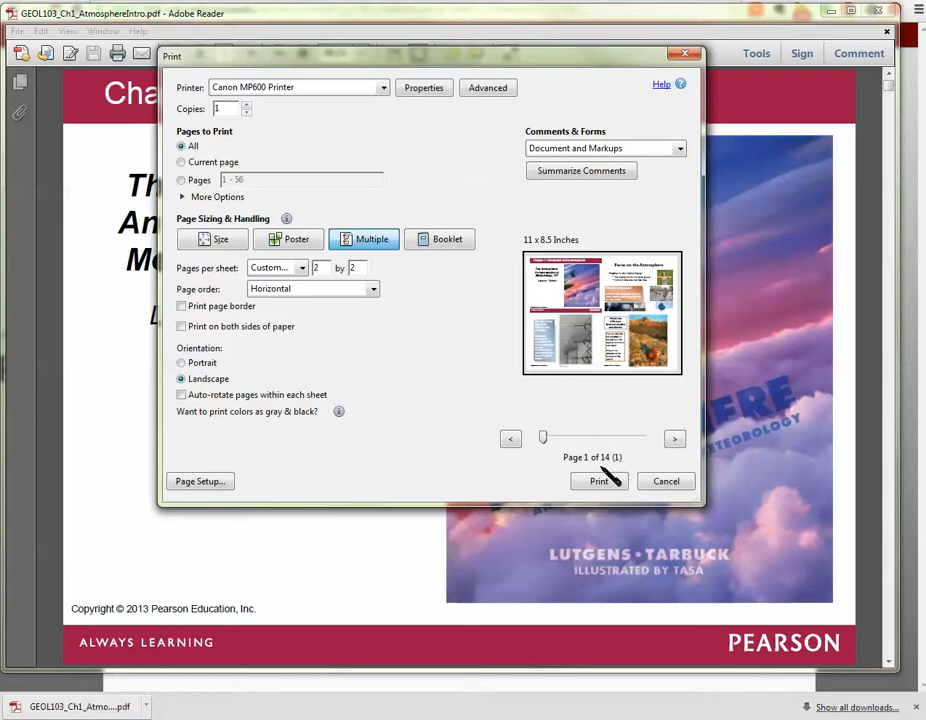 GEOL103_Ch1_AtmosphereIntro.pdf - Adobe Reader
File Edit View Window Help
Tools Sign Comment
Print
Printer: Canon MP600 Printer Properties Advanced Help
Copies: 1
Pages to Print
All
Current page
Pages 1 - 56
More Options
Comments & Forms
Document and Markups
Summarize Comments
Page Sizing & Handling
Size Poster Multiple Booklet
Pages per sheet: Custom... 2 by 2
Page order: Horizontal
Print page border
Print on both sides of paper
Orientation:
Portrait
Landscape
Auto-rotate pages within each sheet
Want to print colors as gray & black?
11 x 8.5 Inches
< >
Page 1 of 14 (1)
Page Setup... Print Cancel
Cha
Th
An
Me
LUTGENS • TARBUCK
ILLUSTRATED BY TASA
Copyright © 2013 Pearson Education, Inc.
ALWAYS LEARNING PEARSON
GEOL103_Ch1_Atmo....pdf Show all downloads...